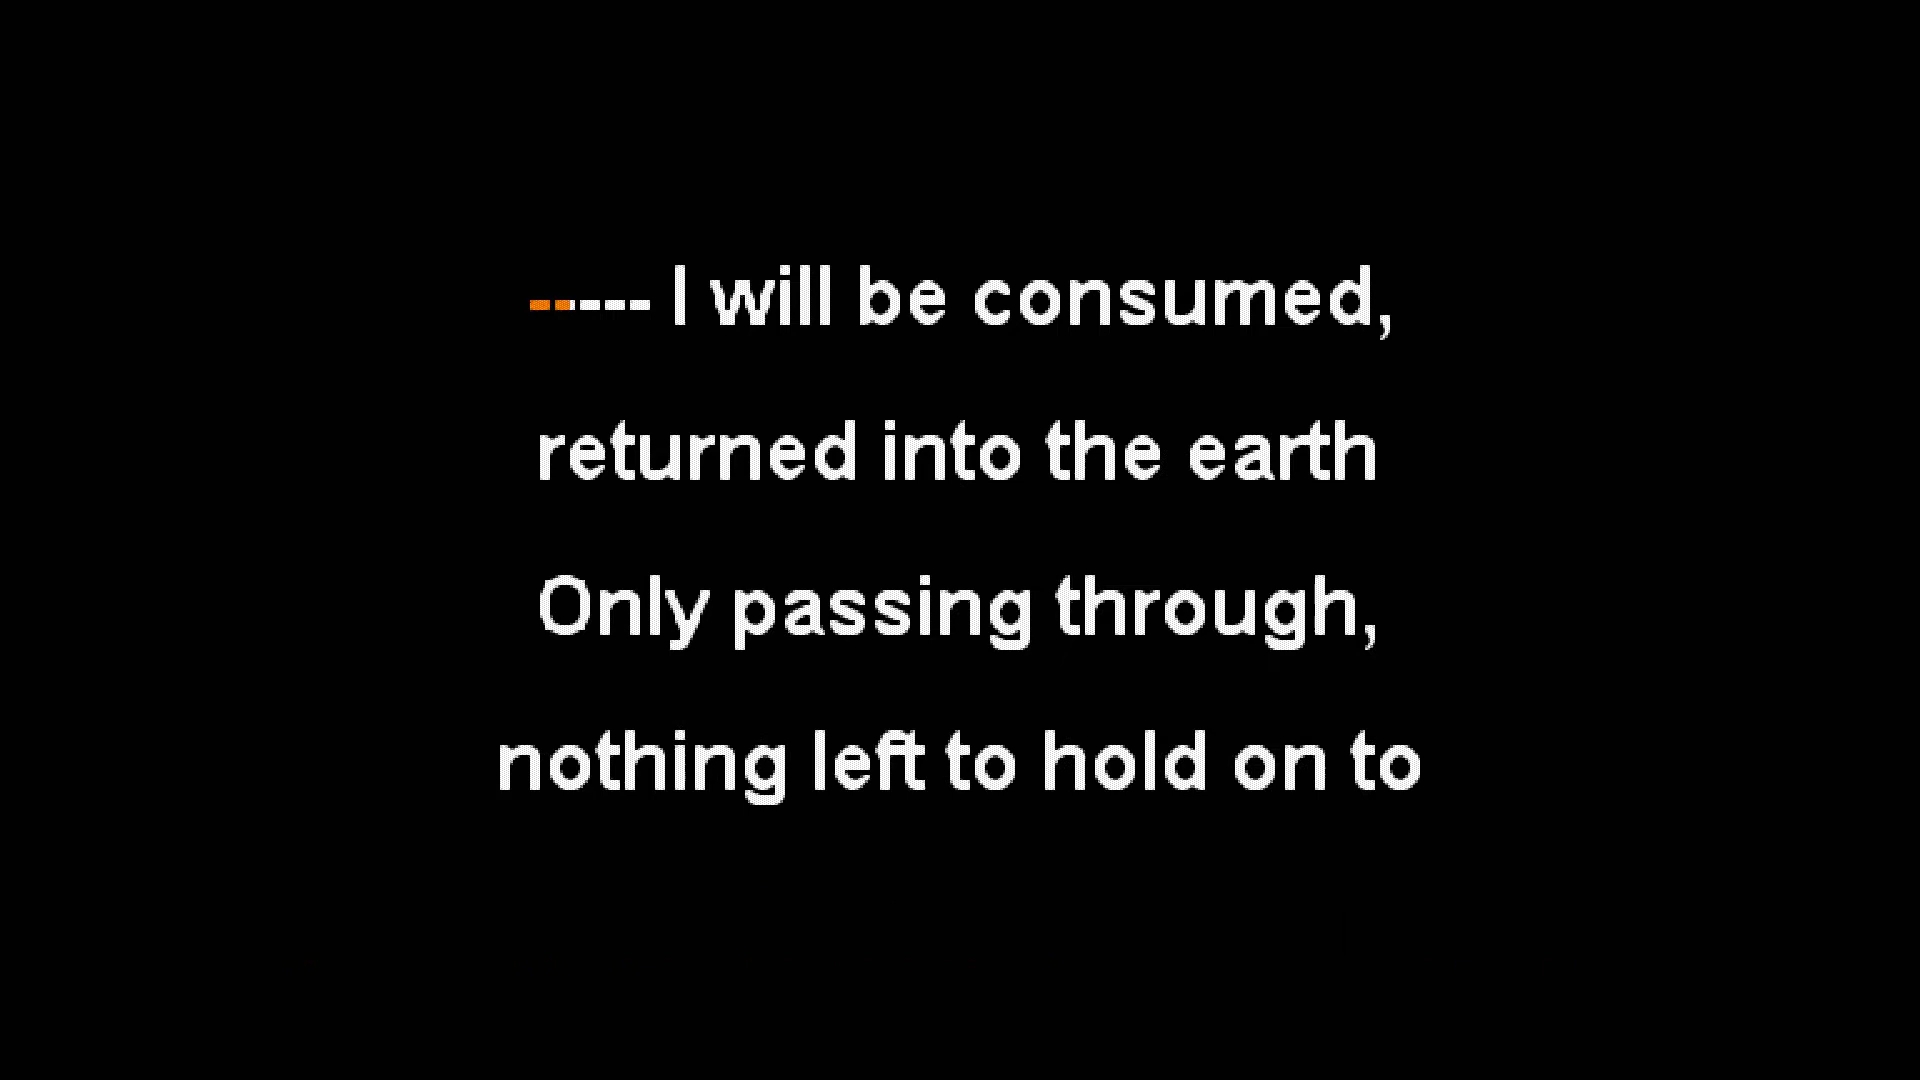 ----- I will be consumed,
returned into the earth
Only passing through,
nothing left to hold on to